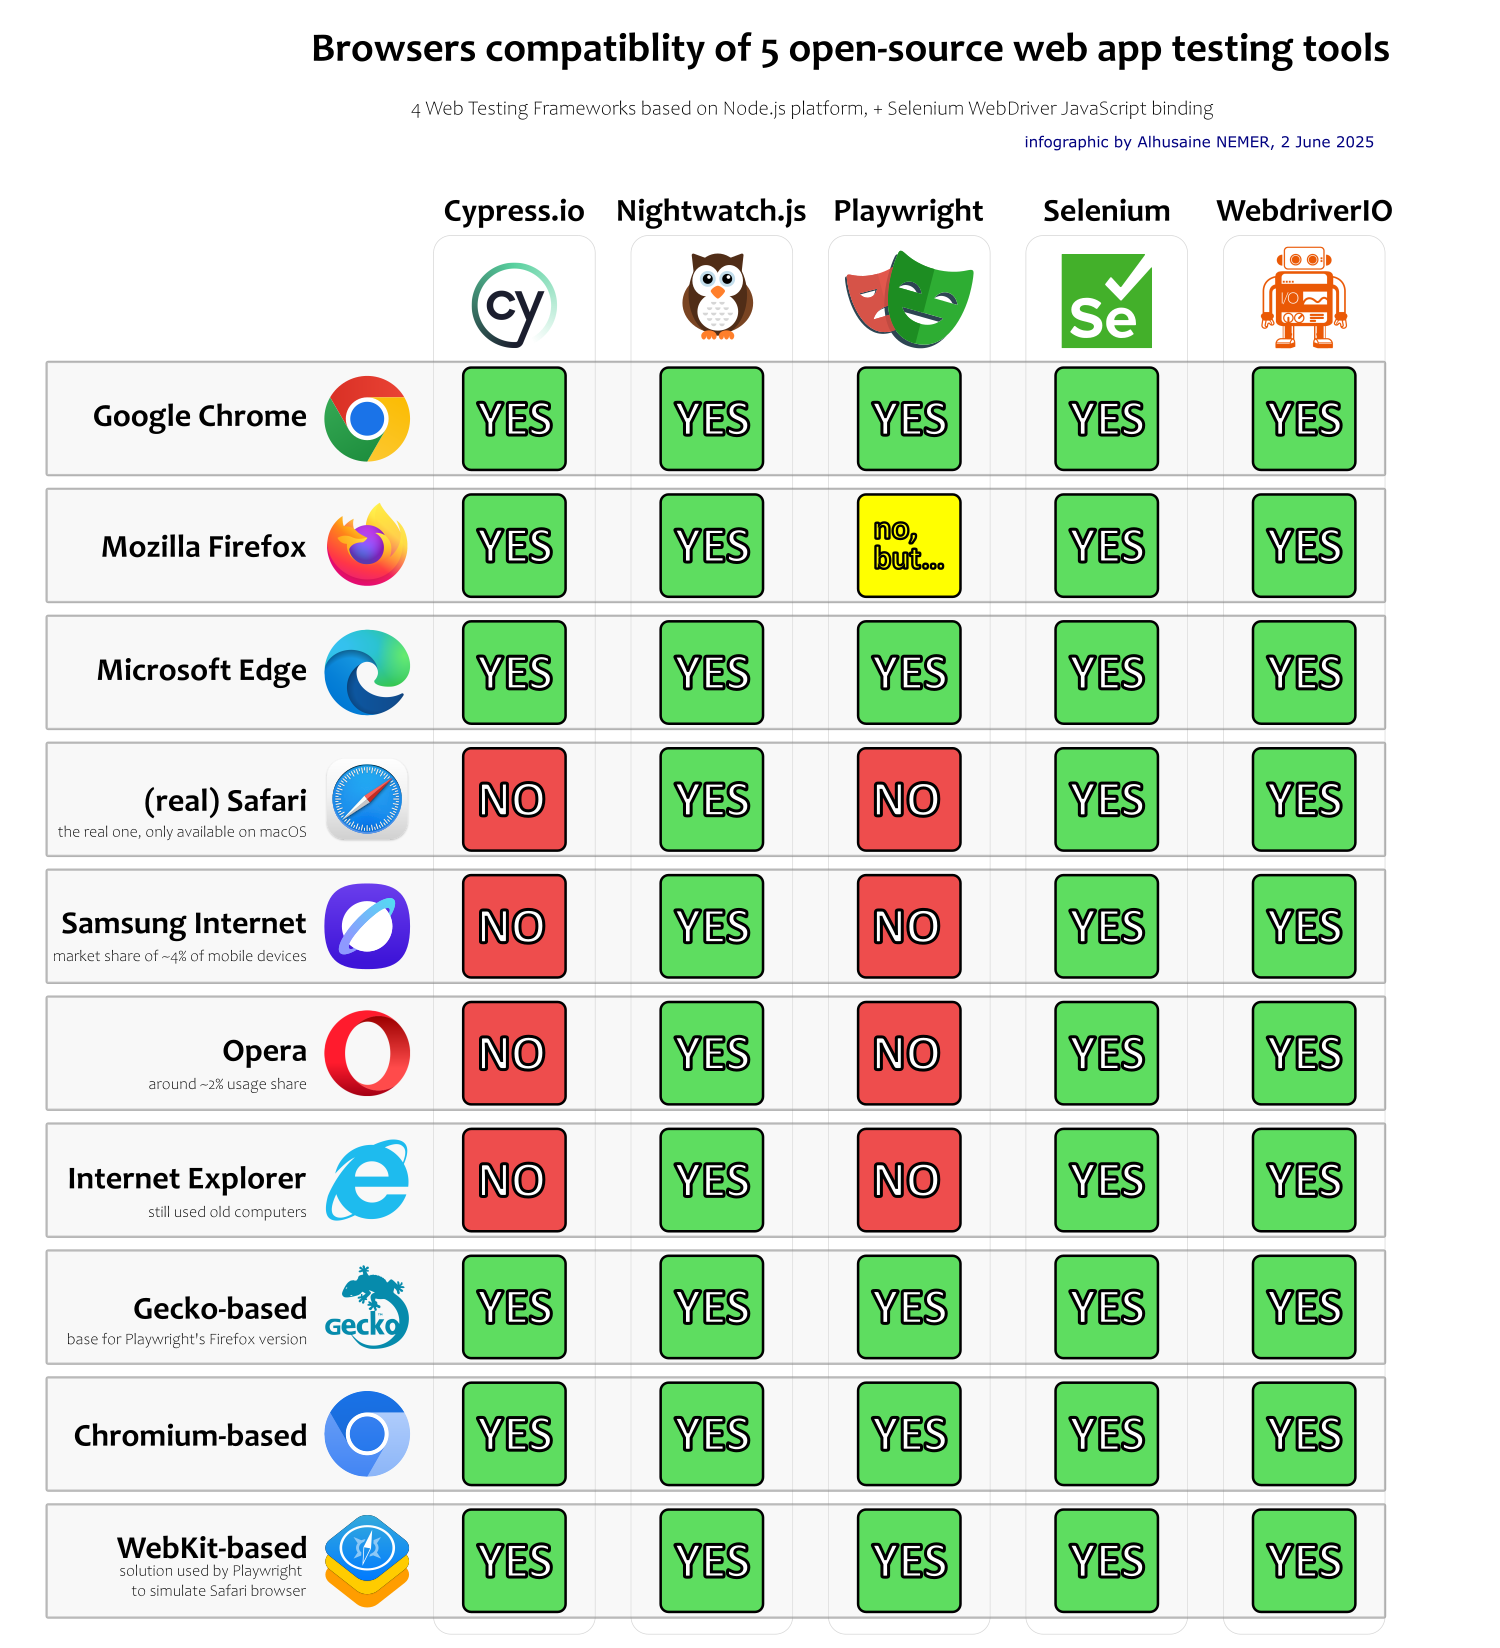 Browsers compatiblity of 5 open-source web app testing tools
4 Web Testing Frameworks based on Node.js platform, + Selenium WebDriver JavaScript binding
infographic by Alhusaine NEMER, 2 June 2025
Cypress.io Nightwatch.js Playwright Selenium WebdriverIO
cy Se I/O
Google Chrome YES YES YES YES YES
Mozilla Firefox YES YES no, but... YES YES
Microsoft Edge YES YES YES YES YES
(real) Safari NO YES NO YES YES
the real one, only available on macOS
Samsung Internet NO YES NO YES YES
market share of ~4% of mobile devices
Opera NO YES NO YES YES
around ~2% usage share
Internet Explorer NO YES NO YES YES
still used old computers
Gecko-based Gecko YES YES YES YES YES
base for Playwright's Firefox version
Chromium-based YES YES YES YES YES
WebKit-based YES YES YES YES YES
solution used by Playwright
to simulate Safari browser